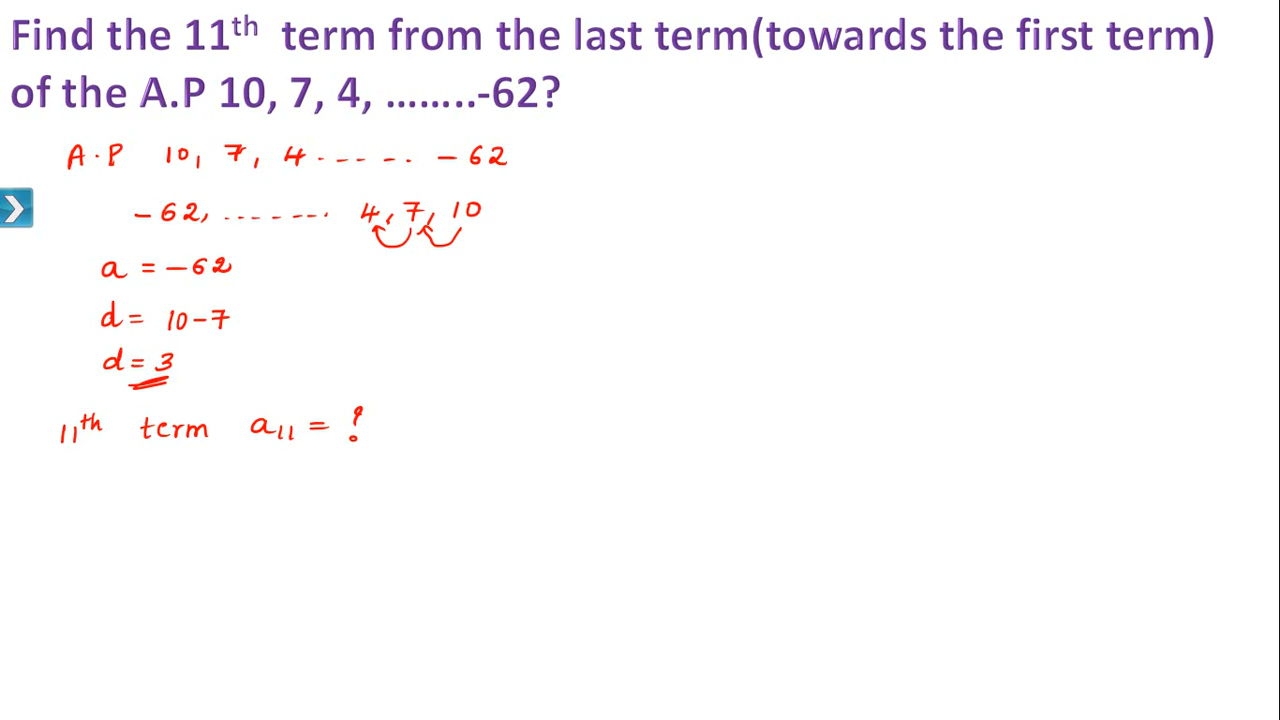 Find the 11th term from the last term(towards the first term)
of the A.P 10, 7, 4, ……..-62?
A.P 10, 7, 4 ...... -62
-62, ....... 4, 7, 10
a = -62
d = 10-7
d = 3
11th term a11 = ?